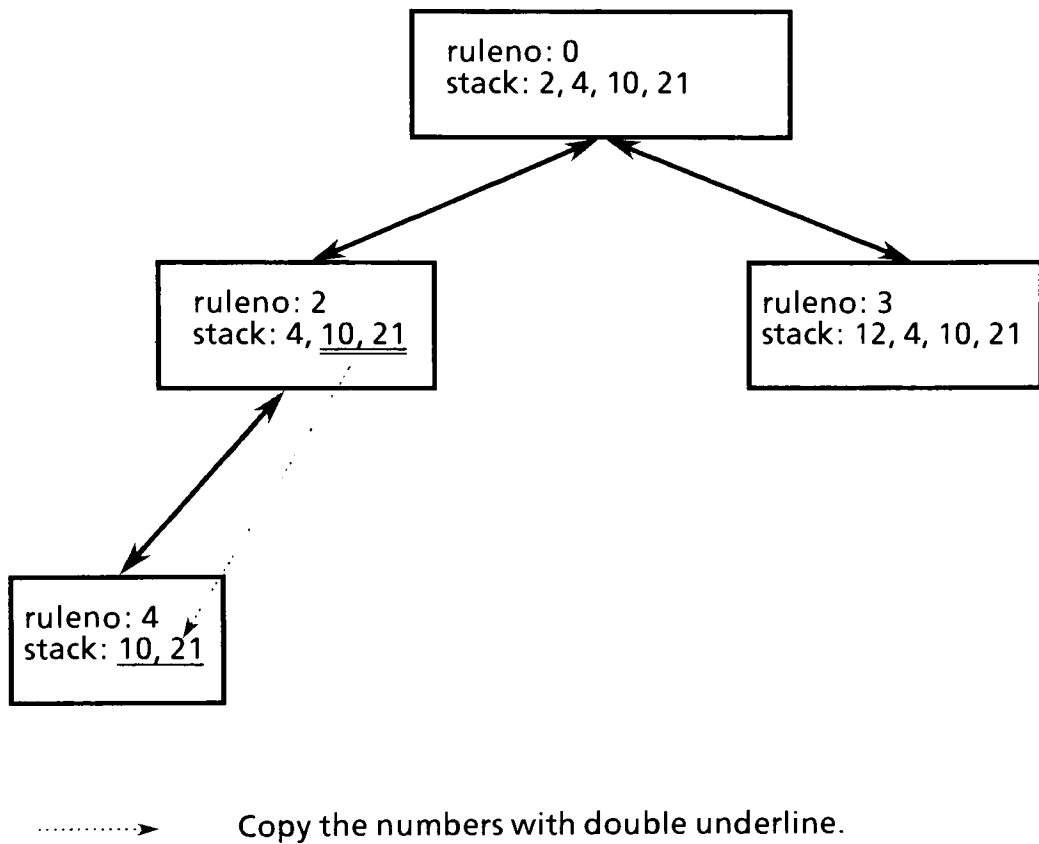 ruleno: 0
stack: 2, 4, 10, 21
ruleno: 2
stack: 4, 10, 21
ruleno: 3
stack: 12, 4, 10, 21
ruleno: 4
stack: 10, 21
Copy the numbers with double underline.